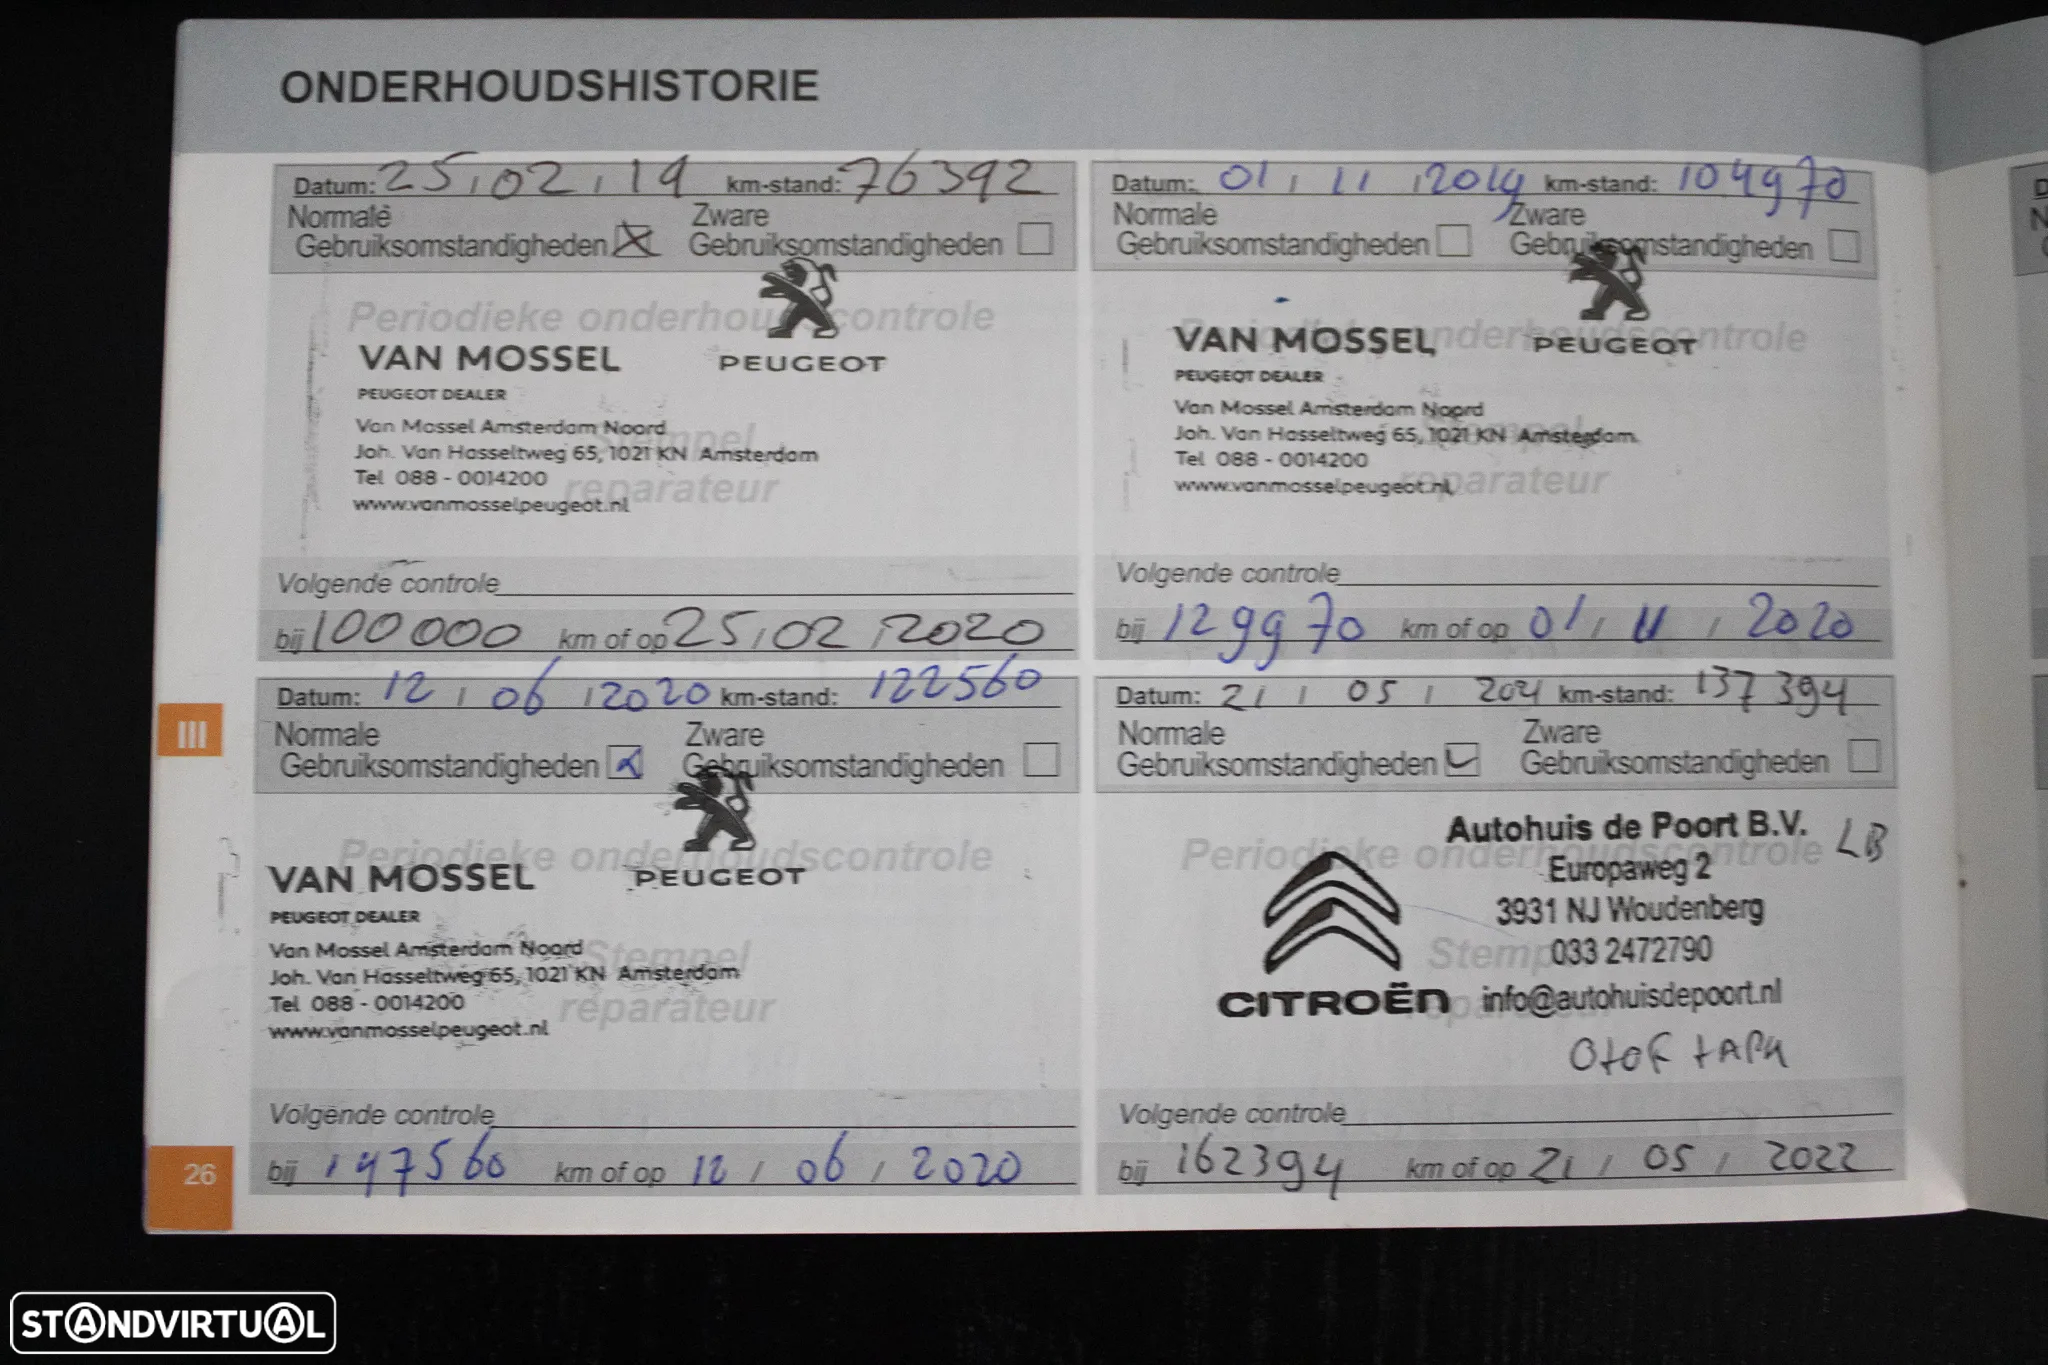 ONDERHOUDSHISTORIE
Datum: 25 / 02 / 19 km-stand: 76392
Normale Zware
Gebruiksomstandigheden Gebruiksomstandigheden
Periodieke onderhoudscontrole
VAN MOSSEL PEUGEOT
PEUGEOT DEALER
Van Mossel Amsterdam Noord
Stempel
Joh. Van Hasseltweg 65, 1021 KN Amsterdam
Tel 088 - 0014200
reparateur
www.vanmosselpeugeot.nl
Volgende controle
bij 100000 km of op 25 / 02 / 2020
Datum: 01 / 11 / 2019 km-stand: 104970
Normale Zware
Gebruiksomstandigheden Gebruiksomstandigheden
Periodieke onderhoudscontrole
VAN MOSSEL PEUGEOT
PEUGEOT DEALER
Van Mossel Amsterdam Noord
Stempel
Joh. Van Hasseltweg 65, 1021 KN Amsterdam
Tel 088 - 0014200
reparateur
www.vanmosselpeugeot.nl
Volgende controle
bij 129970 km of op 01 / 11 / 2020
Datum: 12 / 06 / 2020 km-stand: 122560
Normale Zware
Gebruiksomstandigheden Gebruiksomstandigheden
Periodieke onderhoudscontrole
VAN MOSSEL PEUGEOT
PEUGEOT DEALER
Van Mossel Amsterdam Noord
Stempel
Joh. Van Hasseltweg 65, 1021 KN Amsterdam
Tel 088 - 0014200
reparateur
www.vanmosselpeugeot.nl
Volgende controle
bij 147560 km of op 12 / 06 / 2020
Datum: 21 / 05 / 2021 km-stand: 137394
Normale Zware
Gebruiksomstandigheden Gebruiksomstandigheden
Autohuis de Poort B.V. LB
Periodieke onderhoudscontrole
Europaweg 2
3931 NJ Woudenberg
Stempel
033 2472790
CITROËN info@autohuisdepoort.nl
reparateur
Volgende controle
bij 162394 km of op 21 / 05 / 2022
III
26
STANDVIRTUAL